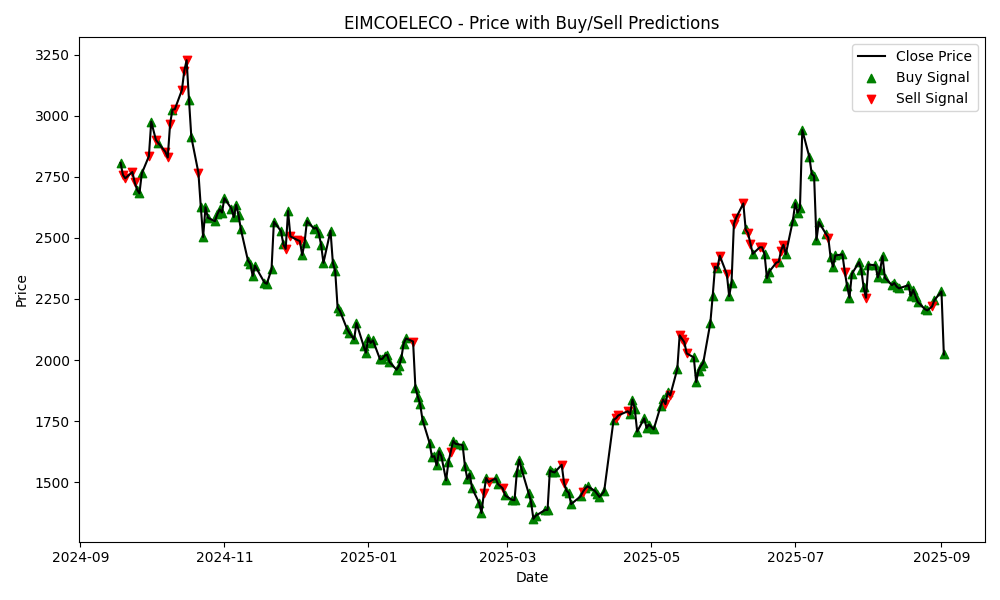 EIMCOELECO - Price with Buy/Sell Predictions
Close Price
Buy Signal
Sell Signal
Price
3250
3000
2750
2500
2250
2000
1750
1500
2024-09 2024-11 2025-01 2025-03 2025-05 2025-07 2025-09
Date